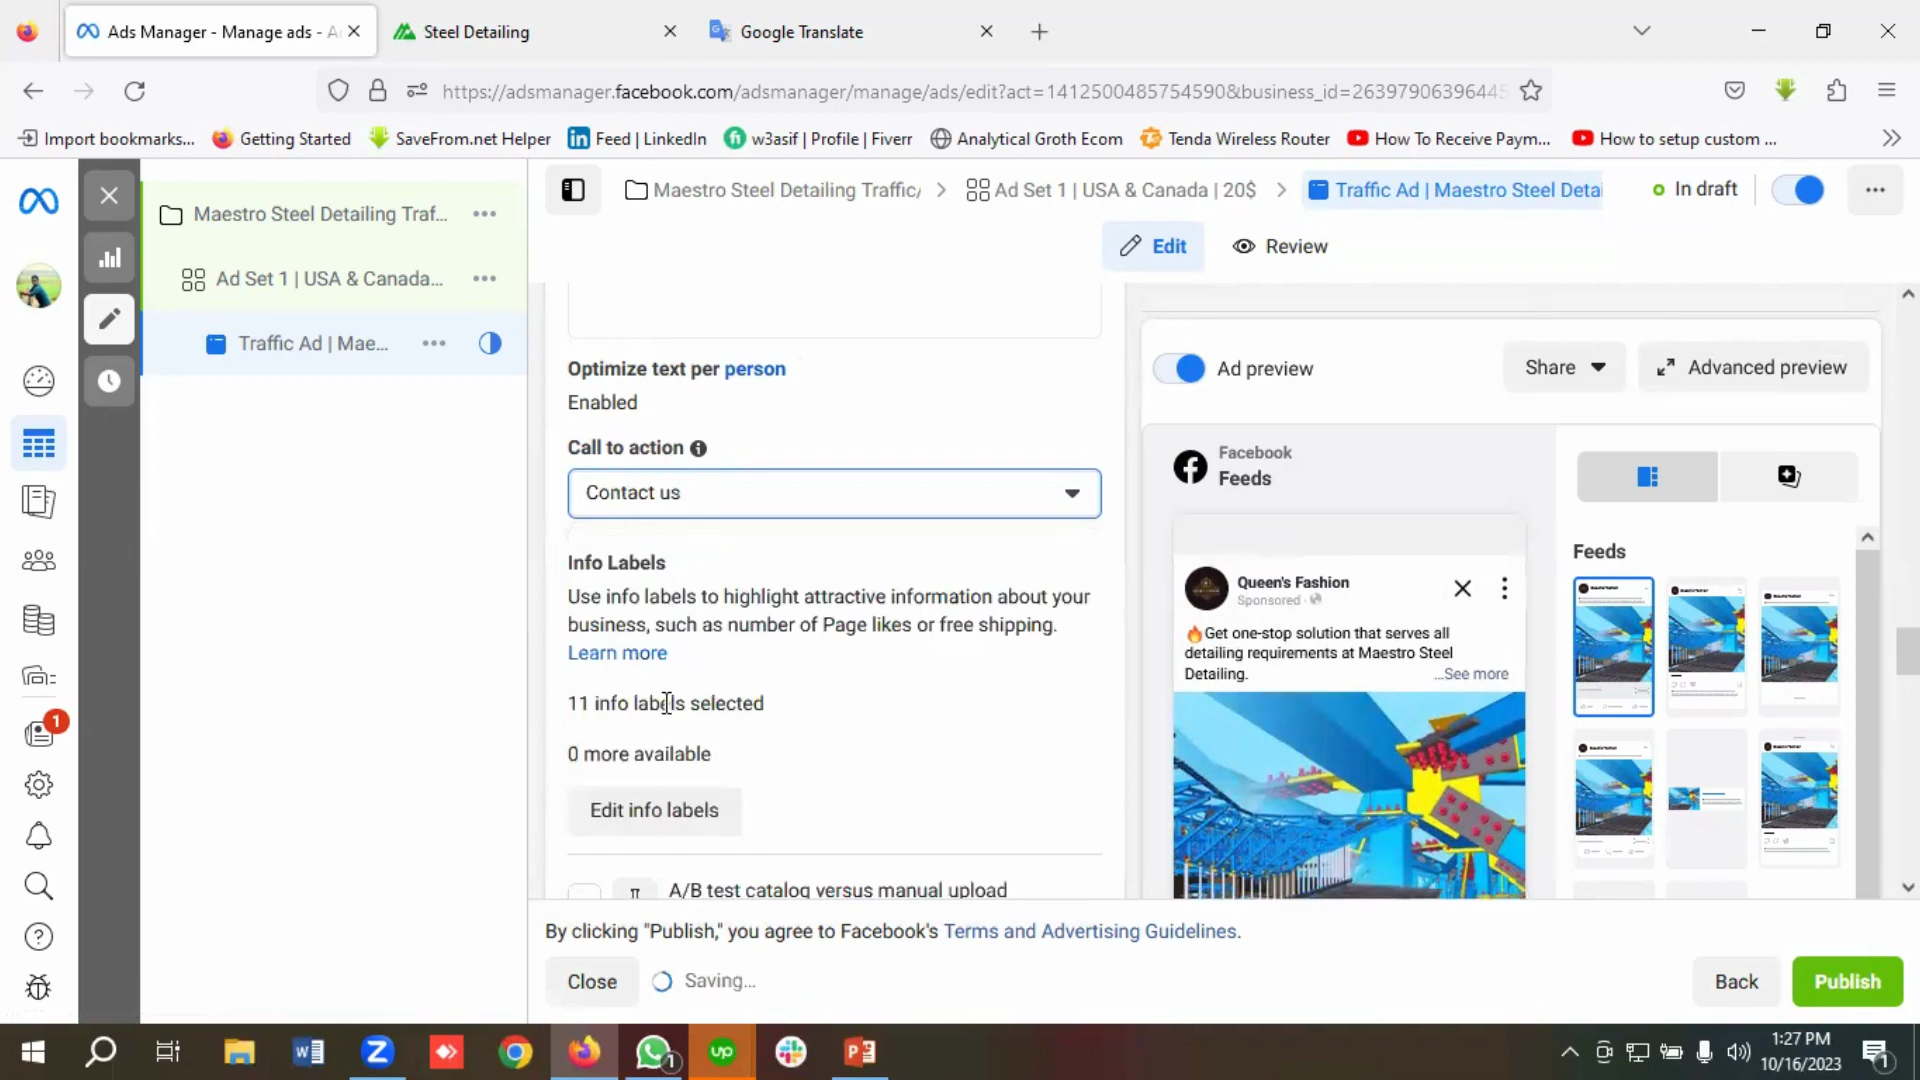 Ads Manager - Manage ads - A
Steel Detailing
Google Translate
https://adsmanager.facebook.com/adsmanager/manage/ads/edit?act=1412500485754590&business_id=26397906396445
Import bookmarks...
Getting Started
SaveFrom.net Helper
Feed | LinkedIn
w3asif | Profile | Fiverr
Analytical Groth Ecom
Tenda Wireless Router
How To Receive Paym...
How to setup custom ...
Maestro Steel Detailing Traf...
Ad Set 1 | USA & Canada...
Traffic Ad | Mae...
Maestro Steel Detailing Traffic/
Ad Set 1 | USA & Canada | 20$
Traffic Ad | Maestro Steel Detai
In draft
Edit
Review
Optimize text per person
Enabled
Call to action
Contact us
Info Labels
Use info labels to highlight attractive information about your
business, such as number of Page likes or free shipping.
Learn more
11 info labels selected
0 more available
Edit info labels
A/B test catalog versus manual upload
Ad preview
Share
Advanced preview
Facebook
Feeds
Queen's Fashion
Sponsored ·
🔥Get one-stop solution that serves all
detailing requirements at Maestro Steel
Detailing.
...See more
Feeds
By clicking "Publish," you agree to Facebook's Terms and Advertising Guidelines.
Close
Saving...
Back
Publish
1
1
up
1:27 PM
10/16/2023
1